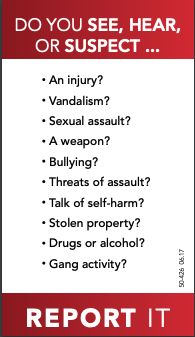 DO YOU SEE, HEAR,
OR SUSPECT ...
• An injury?
• Vandalism?
• Sexual assault?
• A weapon?
• Bullying?
• Threats of assault?
• Talk of self-harm?
• Stolen property?
• Drugs or alcohol?
• Gang activity?
50-426 06.17
REPORT IT